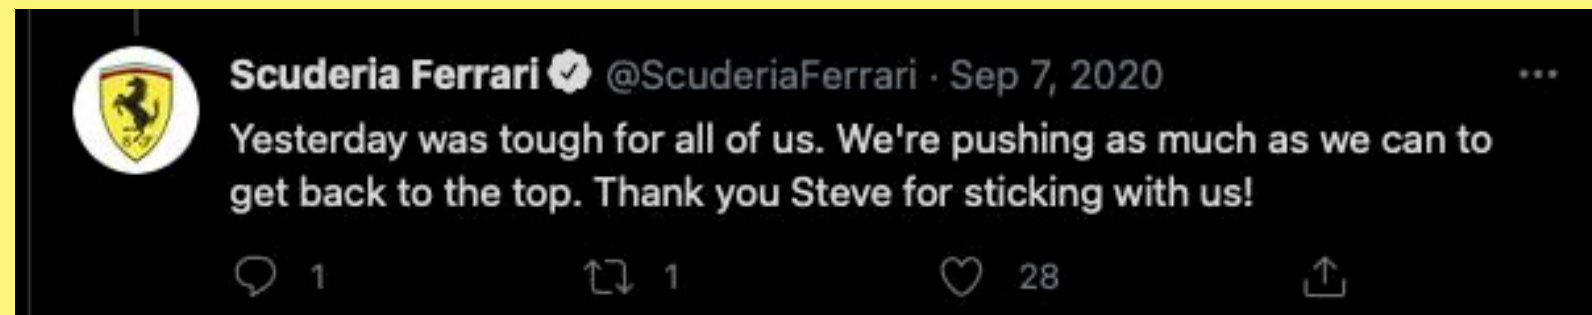 Scuderia Ferrari @ScuderiaFerrari · Sep 7, 2020
Yesterday was tough for all of us. We're pushing as much as we can to
get back to the top. Thank you Steve for sticking with us!
1 1 28